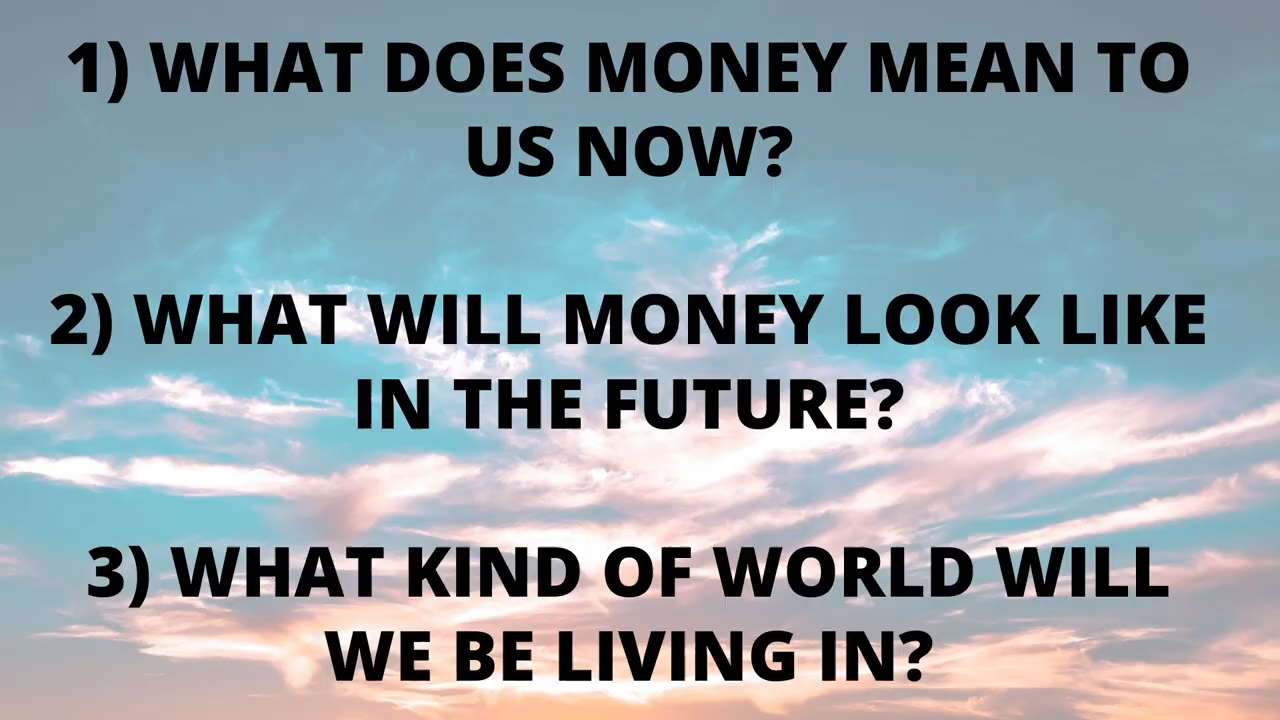 1) WHAT DOES MONEY MEAN TO
US NOW?
2) WHAT WILL MONEY LOOK LIKE
IN THE FUTURE?
3) WHAT KIND OF WORLD WILL
WE BE LIVING IN?